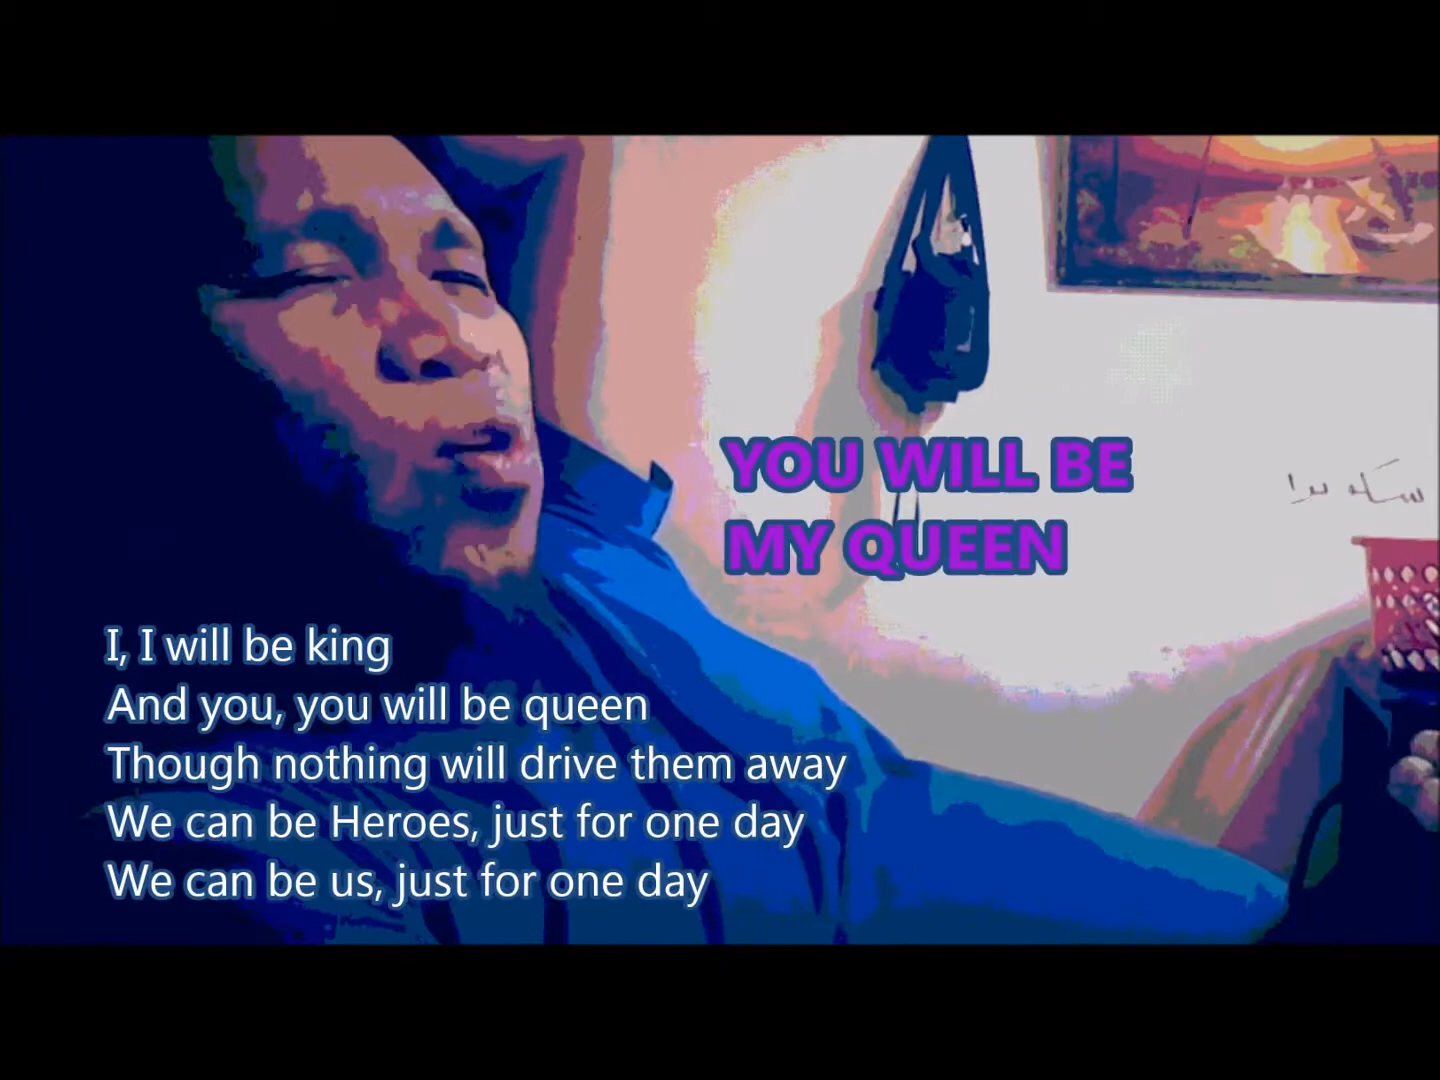 YOU WILL BE
MY QUEEN
I, I will be king
And you, you will be queen
Though nothing will drive them away
We can be Heroes, just for one day
We can be us, just for one day